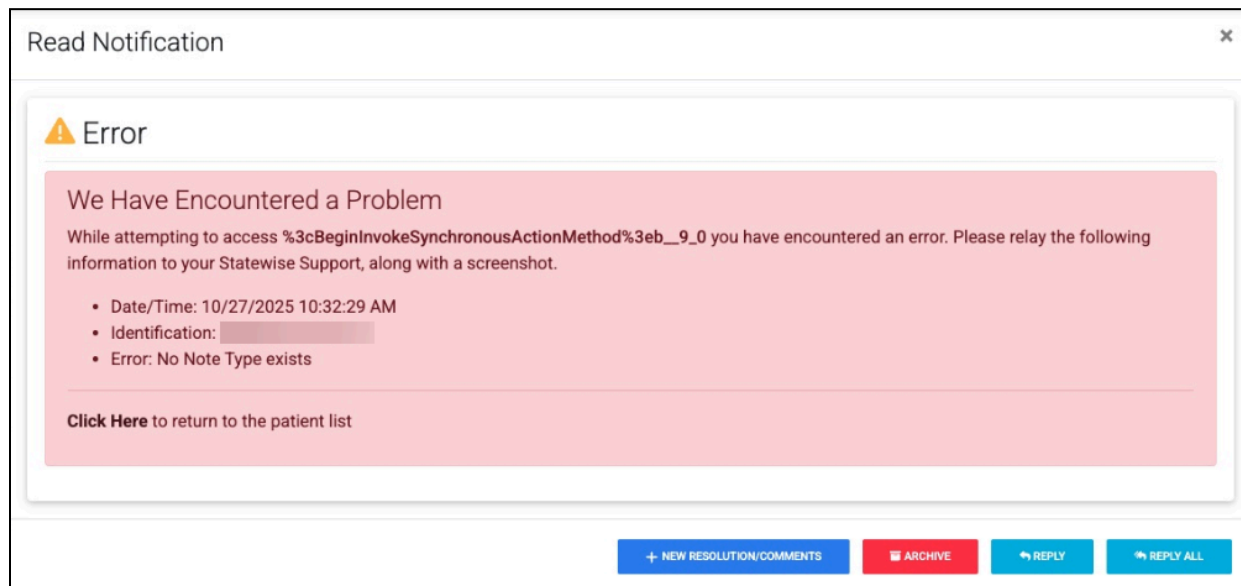 Read Notification
×
Error
We Have Encountered a Problem
While attempting to access %3cBeginInvokeSynchronousActionMethod%3eb__9_0 you have encountered an error. Please relay the following
information to your Statewise Support, along with a screenshot.
• Date/Time: 10/27/2025 10:32:29 AM
• Identification:
• Error: No Note Type exists
Click Here to return to the patient list
+ NEW RESOLUTION/COMMENTS ARCHIVE REPLY REPLY ALL